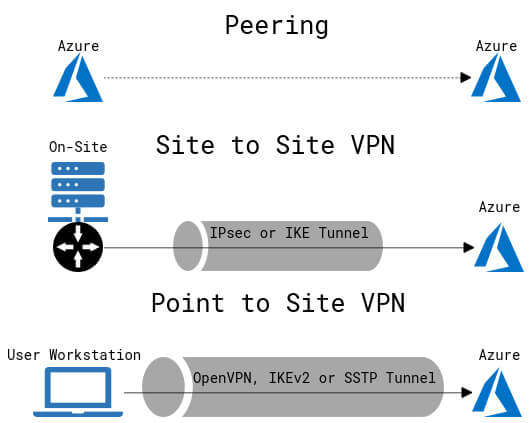 Peering
Azure
Azure
Site to Site VPN
On-Site
Azure
IPsec or IKE Tunnel
Point to Site VPN
User Workstation
Azure
OpenVPN, IKEv2 or SSTP Tunnel